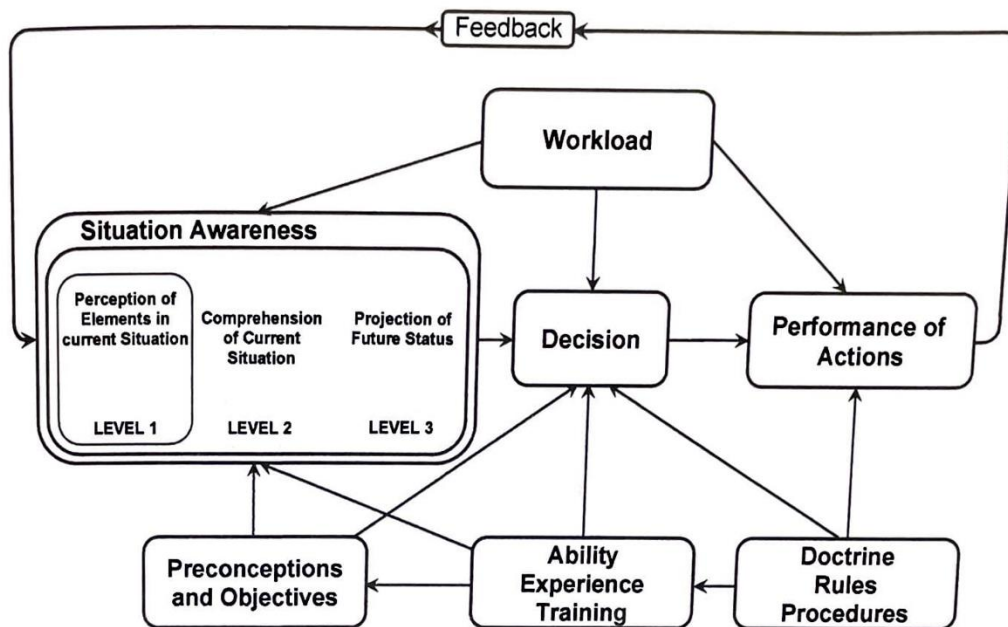 Feedback
Workload
Situation Awareness
Perception of
Elements in
current Situation
LEVEL 1
Comprehension
of Current
Situation
LEVEL 2
Projection of
Future Status
LEVEL 3
Decision
Performance of
Actions
Preconceptions
and Objectives
Ability
Experience
Training
Doctrine
Rules
Procedures